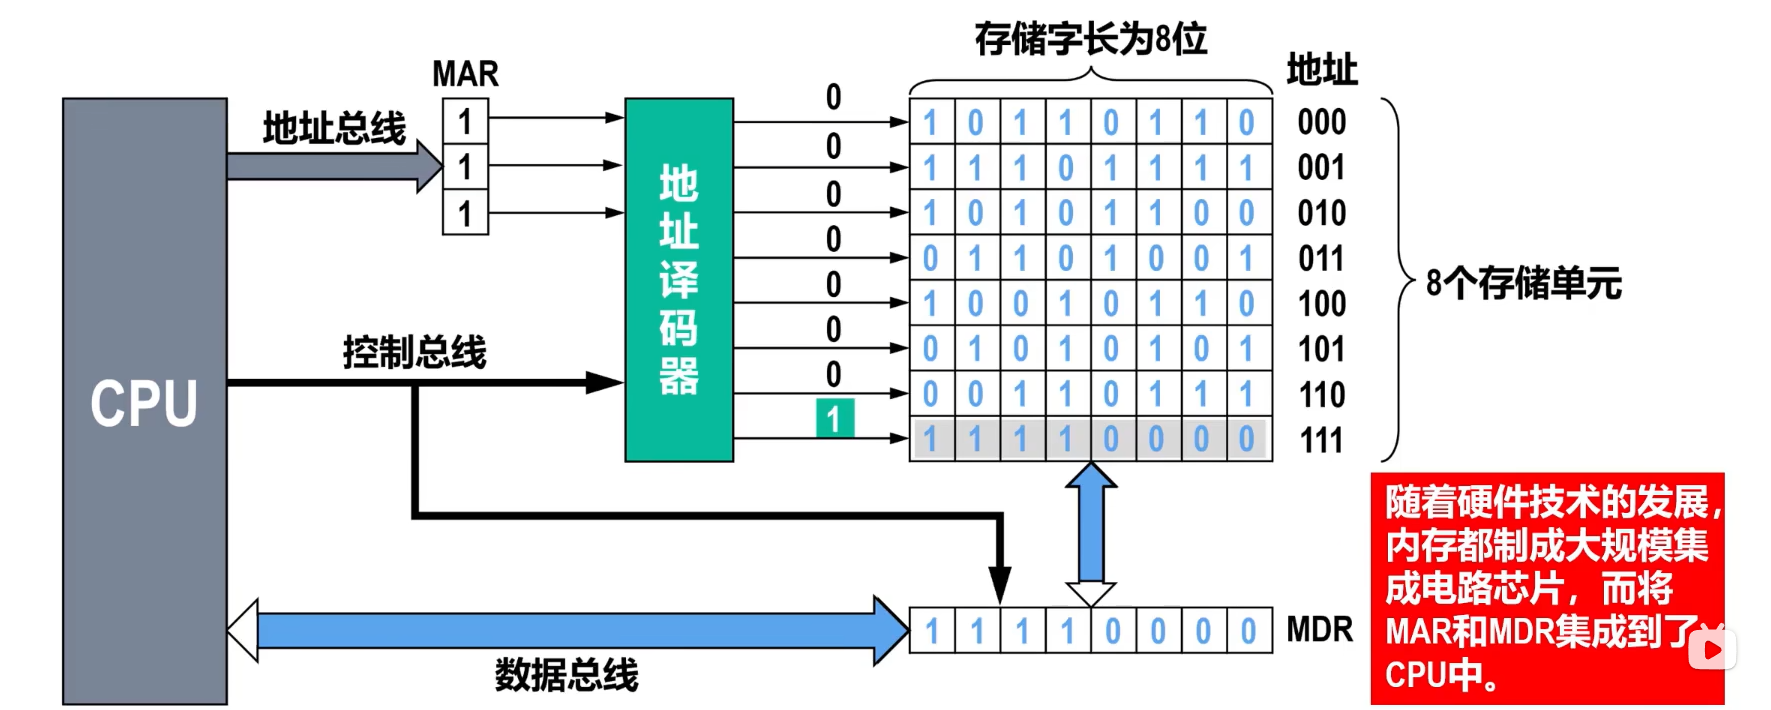 存储字长为8位
MAR
地址
地址总线
1
1
1
地址译码器
0
0
0
0
0
0
0
1
1 0 1 1 0 1 1 0 000
1 1 1 0 1 1 1 1 001
1 0 1 0 1 1 0 0 010
0 1 1 0 1 0 0 1 011
1 0 0 1 0 1 1 0 100
0 1 0 1 0 1 0 1 101
0 0 1 1 0 1 1 1 110
1 1 1 1 0 0 0 0 111
8个存储单元
控制总线
CPU
1 1 1 1 0 0 0 0 MDR
数据总线
随着硬件技术的发展,
内存都制成大规模集
成电路芯片，而将
MAR和MDR集成到了
CPU中。